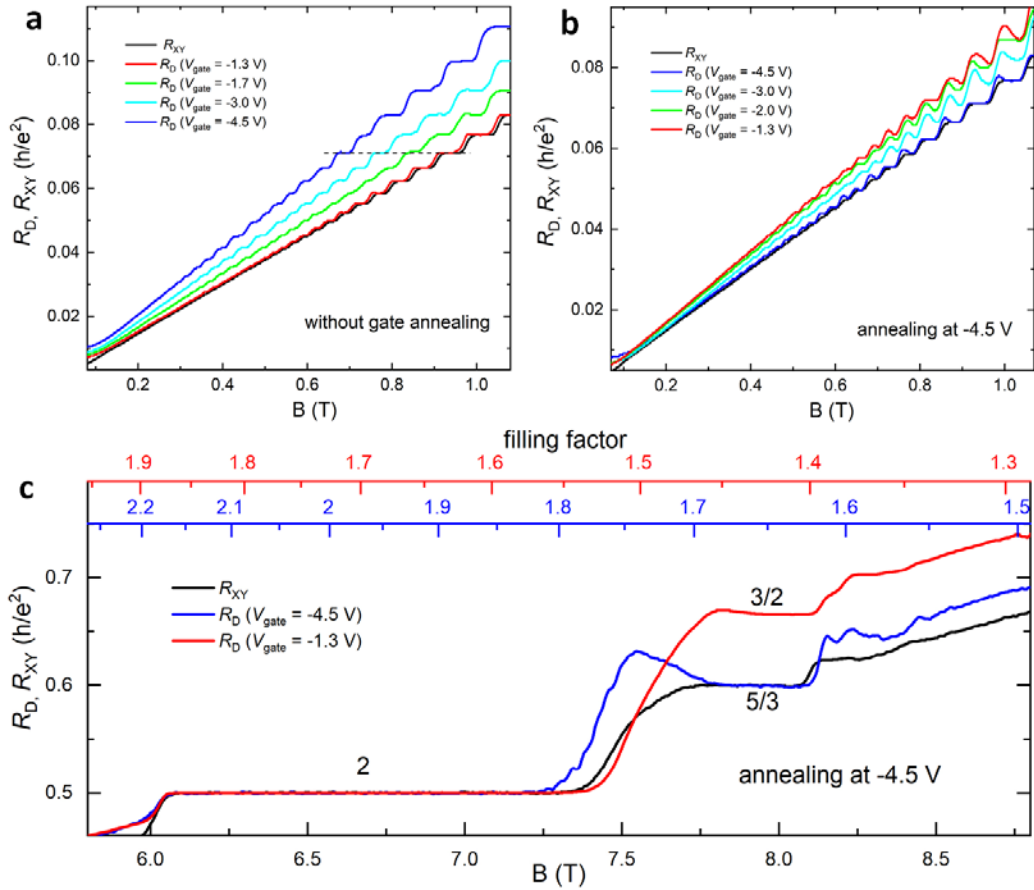 a
R_D, R_XY (h/e²)
0.10
0.08
0.06
0.04
0.02
R_XY
R_D (V_gate = -1.3 V)
R_D (V_gate = -1.7 V)
R_D (V_gate = -3.0 V)
R_D (V_gate = -4.5 V)
without gate annealing
0.2 0.4 0.6 0.8 1.0
B (T)
b
R_D, R_XY (h/e²)
0.08
0.06
0.04
0.02
R_XY
R_D (V_gate = -4.5 V)
R_D (V_gate = -3.0 V)
R_D (V_gate = -2.0 V)
R_D (V_gate = -1.3 V)
annealing at -4.5 V
0.2 0.4 0.6 0.8 1.0
B (T)
filling factor
1.9 1.8 1.7 1.6 1.5 1.4 1.3
c
2.2 2.1 2 1.9 1.8 1.7 1.6 1.5
R_D, R_XY (h/e²)
0.7
0.6
0.5
R_XY
R_D (V_gate = -4.5 V)
R_D (V_gate = -1.3 V)
3/2
5/3
2
annealing at -4.5 V
6.0 6.5 7.0 7.5 8.0 8.5
B (T)